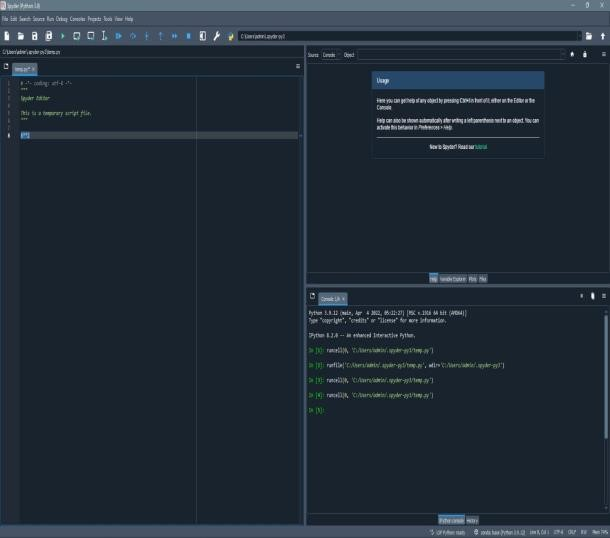 Spyder (Python 3.9)
File Edit Search Source Run Debug Consoles Projects Tools View Help
C:\Users\admin\.spyder-py3
C:\Users\admin\.spyder-py3\temp.py
temp.py* ×
1 # -*- coding: utf-8 -*-
2 """
3 Spyder Editor
4
5 This is a temporary script file.
6 """
7
8
Source Console Object
Usage
Here you can get help of any object by pressing Ctrl+I in front of it, either on the Editor or the
Console.
Help can also be shown automatically after writing a left parenthesis next to an object. You can
activate this behavior in Preferences > Help.
New to Spyder? Read our tutorial
Help Variable Explorer Plots Files
Console 1/A ×
Python 3.9.12 (main, Apr 4 2022, 05:22:27) [MSC v.1916 64 bit (AMD64)]
Type "copyright", "credits" or "license" for more information.
IPython 8.2.0 -- An enhanced Interactive Python.
In [1]: runcell(0, 'C:/Users/admin/.spyder-py3/temp.py')
In [2]: runfile('C:/Users/admin/.spyder-py3/temp.py', wdir='C:/Users/admin/.spyder-py3')
In [3]: runcell(0, 'C:/Users/admin/.spyder-py3/temp.py')
In [4]: runcell(0, 'C:/Users/admin/.spyder-py3/temp.py')
In [5]:
IPython console History
LSP Python: ready conda: base (Python 3.9.12) Line 8, Col 1 UTF-8 CRLF RW Mem